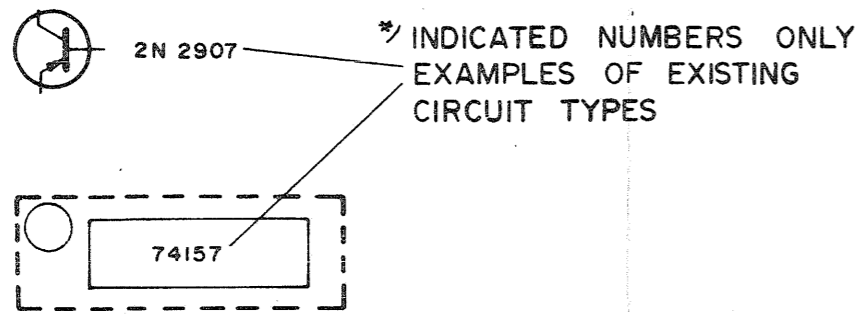 2N 2907
*) INDICATED NUMBERS ONLY
EXAMPLES OF EXISTING
CIRCUIT TYPES
74157